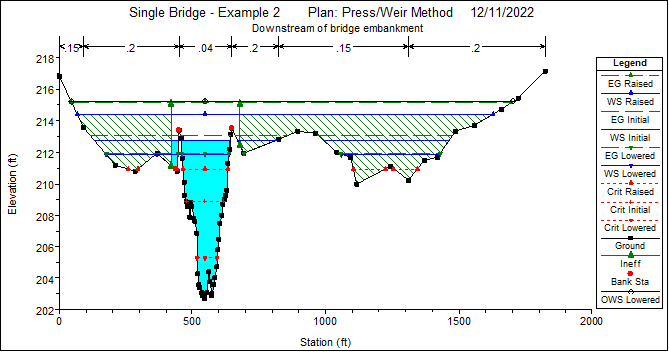 Single Bridge - Example 2 Plan: Press/Weir Method 12/11/2022
Downstream of bridge embankment
.15 .2 .04 .2 .15 .2
218
216
214
212
210
208
206
204
202
Elevation (ft)
0 500 1000 1500 2000
Station (ft)
Legend
EG Raised
WS Raised
EG Initial
WS Initial
EG Lowered
WS Lowered
Crit Raised
Crit Initial
Crit Lowered
Ground
Ineff
Bank Sta
OWS Lowered